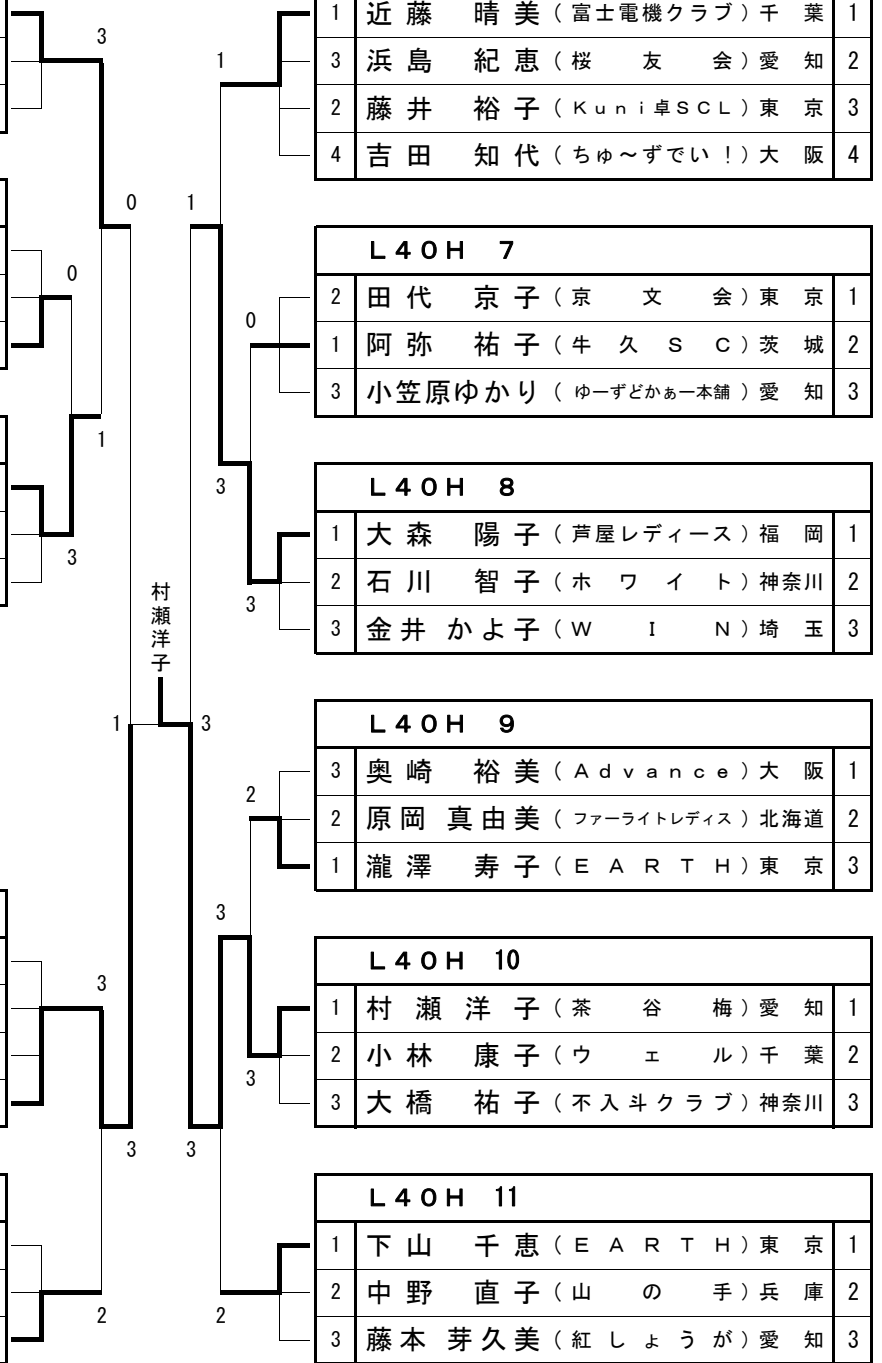 1 近藤 晴美 (富士電機クラブ) 千葉 1
3 浜島 紀恵 (桜友会) 愛知 2
2 藤井 裕子 (Kuni卓SCL) 東京 3
4 吉田 知代 (ちゅ～ずでい!) 大阪 4
L40H 7
2 田代 京子 (京文会) 東京 1
1 阿弥 祐子 (牛久SC) 茨城 2
3 小笠原ゆかり (ゆーずどかぁー本舗) 愛知 3
L40H 8
1 大森 陽子 (芦屋レディース) 福岡 1
2 石川 智子 (ホワイト) 神奈川 2
3 金井 かよ子 (WIN) 埼玉 3
L40H 9
3 奥崎 裕美 (Advance) 大阪 1
2 原岡 真由美 (ファーライトレディス) 北海道 2
1 瀧澤 寿子 (EARTH) 東京 3
L40H 10
1 村瀬洋子 (茶谷梅) 愛知 1
2 小林 康子 (ウェル) 千葉 2
3 大橋 祐子 (不入斗クラブ) 神奈川 3
L40H 11
1 下山 千恵 (EARTH) 東京 1
2 中野 直子 (山の手) 兵庫 2
3 藤本 芽久美 (紅しょうが) 愛知 3
3
0
0
1
3
村瀬洋子
1
3
3
3
2
1
1
0
3
3
2
3
3
3
2